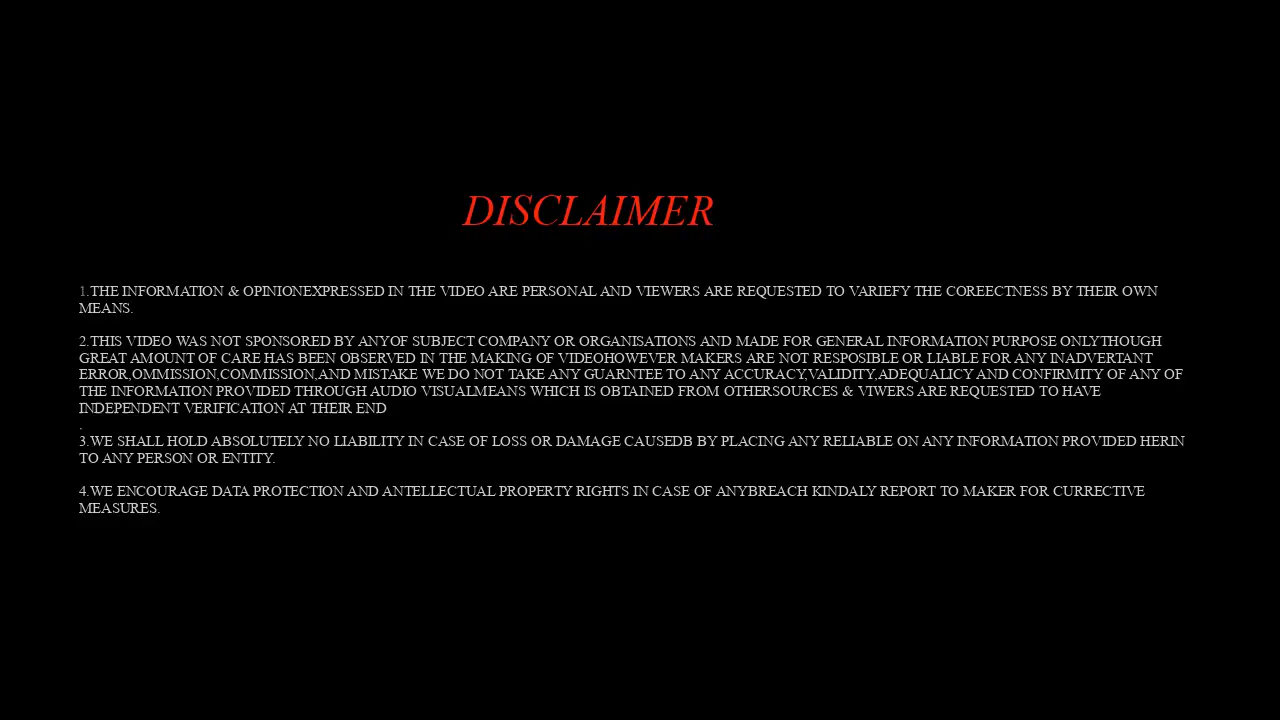 DISCLAIMER
1.THE INFORMATION & OPINIONEXPRESSED IN THE VIDEO ARE PERSONAL AND VIEWERS ARE REQUESTED TO VARIEFY THE COREECTNESS BY THEIR OWN
MEANS.
2.THIS VIDEO WAS NOT SPONSORED BY ANYOF SUBJECT COMPANY OR ORGANISATIONS AND MADE FOR GENERAL INFORMATION PURPOSE ONLYTHOUGH
GREAT AMOUNT OF CARE HAS BEEN OBSERVED IN THE MAKING OF VIDEOHOWEVER MAKERS ARE NOT RESPOSIBLE OR LIABLE FOR ANY INADVERTANT
ERROR,OMMISSION,COMMISSION,AND MISTAKE WE DO NOT TAKE ANY GUARNTEE TO ANY ACCURACY,VALIDITY,ADEQUALICY AND CONFIRMITY OF ANY OF
THE INFORMATION PROVIDED THROUGH AUDIO VISUALMEANS WHICH IS OBTAINED FROM OTHERSOURCES & VIWERS ARE REQUESTED TO HAVE
INDEPENDENT VERIFICATION AT THEIR END
.
3.WE SHALL HOLD ABSOLUTELY NO LIABILITY IN CASE OF LOSS OR DAMAGE CAUSEDB BY PLACING ANY RELIABLE ON ANY INFORMATION PROVIDED HERIN
TO ANY PERSON OR ENTITY.
4.WE ENCOURAGE DATA PROTECTION AND ANTELLECTUAL PROPERTY RIGHTS IN CASE OF ANYBREACH KINDALY REPORT TO MAKER FOR CURRECTIVE
MEASURES.